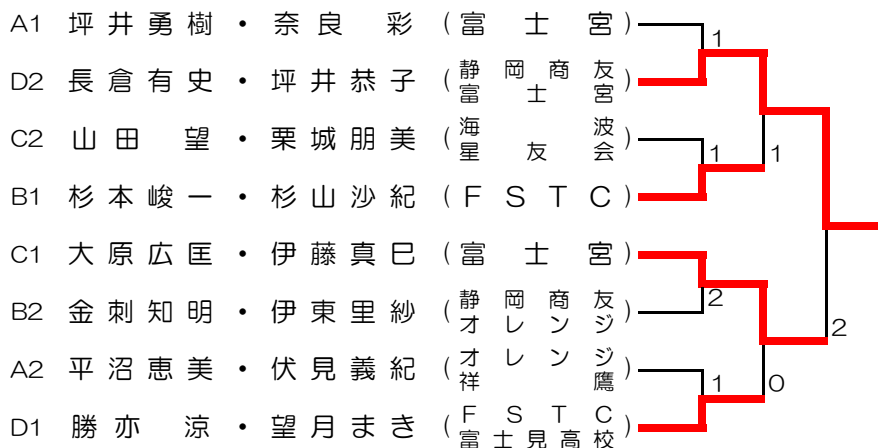 A1 坪井勇樹・奈良 彩 (富士宮)
1
D2 長倉有史・坪井恭子 (静岡商友 富士宮)
C2 山田 望・栗城朋美 (海波 星友会)
1 1
B1 杉本峻一・杉山沙紀 (FSTC)
C1 大原広匡・伊藤真巳 (富士宮)
2
B2 金刺知明・伊東里紗 (静岡商友 オレンジ)
2
A2 平沼恵美・伏見義紀 (オレンジ 祥鷹)
1 0
D1 勝亦 涼・望月まき (FSTC 富士見高校)